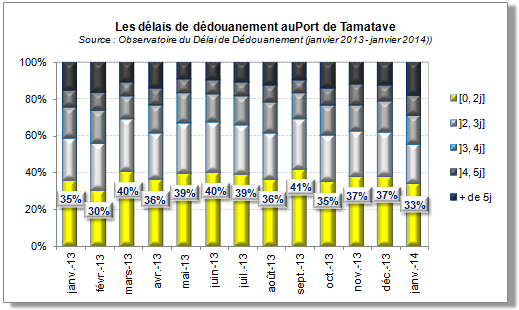 Les délais de dédouanement auPort de Tamatave
Source : Observatoire du Délai de Dédouanement (janvier 2013- janvier 2014))
100%
80%
60%
40%
20%
0%
35%
30%
40%
36%
39%
40%
39%
36%
41%
35%
37%
37%
33%
janv.-13
févr.-13
mars-13
avr.-13
mai-13
juin-13
juil.-13
août-13
sept.-13
oct.-13
nov.-13
déc.-13
janv.-14
[0, 2j]
]2, 3j]
]3, 4j]
]4, 5j]
+ de 5j